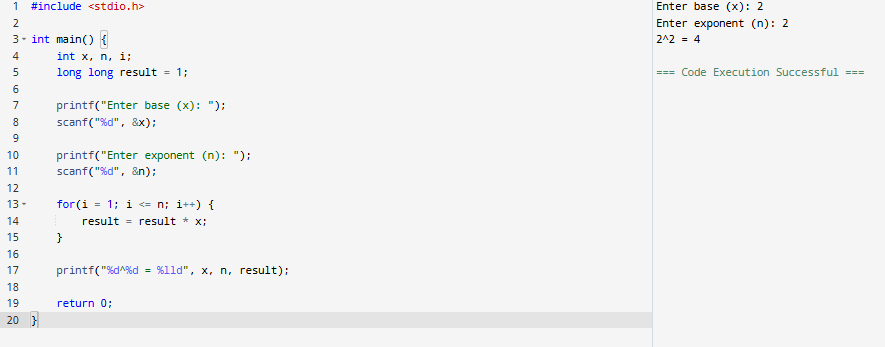 1 #include <stdio.h>
2
3 int main() {
4     int x, n, i;
5     long long result = 1;
6
7     printf("Enter base (x): ");
8     scanf("%d", &x);
9
10     printf("Enter exponent (n): ");
11     scanf("%d", &n);
12
13     for(i = 1; i <= n; i++) {
14         result = result * x;
15     }
16
17     printf("%d^%d = %lld", x, n, result);
18
19     return 0;
20 }
Enter base (x): 2
Enter exponent (n): 2
2^2 = 4

=== Code Execution Successful ===